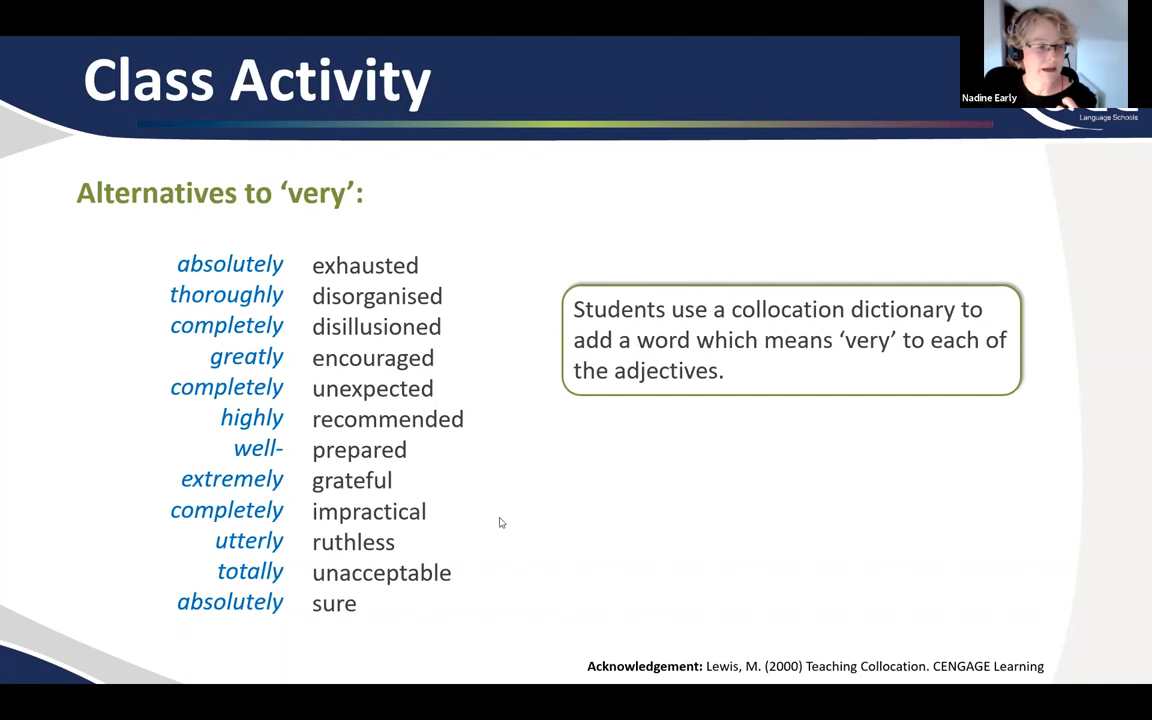 Class Activity
Nadine Early
Language Schools
Alternatives to ‘very’:
absolutely exhausted
thoroughly disorganised
completely disillusioned
greatly encouraged
completely unexpected
highly recommended
well- prepared
extremely grateful
completely impractical
utterly ruthless
totally unacceptable
absolutely sure
Students use a collocation dictionary to
add a word which means ‘very’ to each of
the adjectives.
Acknowledgement: Lewis, M. (2000) Teaching Collocation. CENGAGE Learning